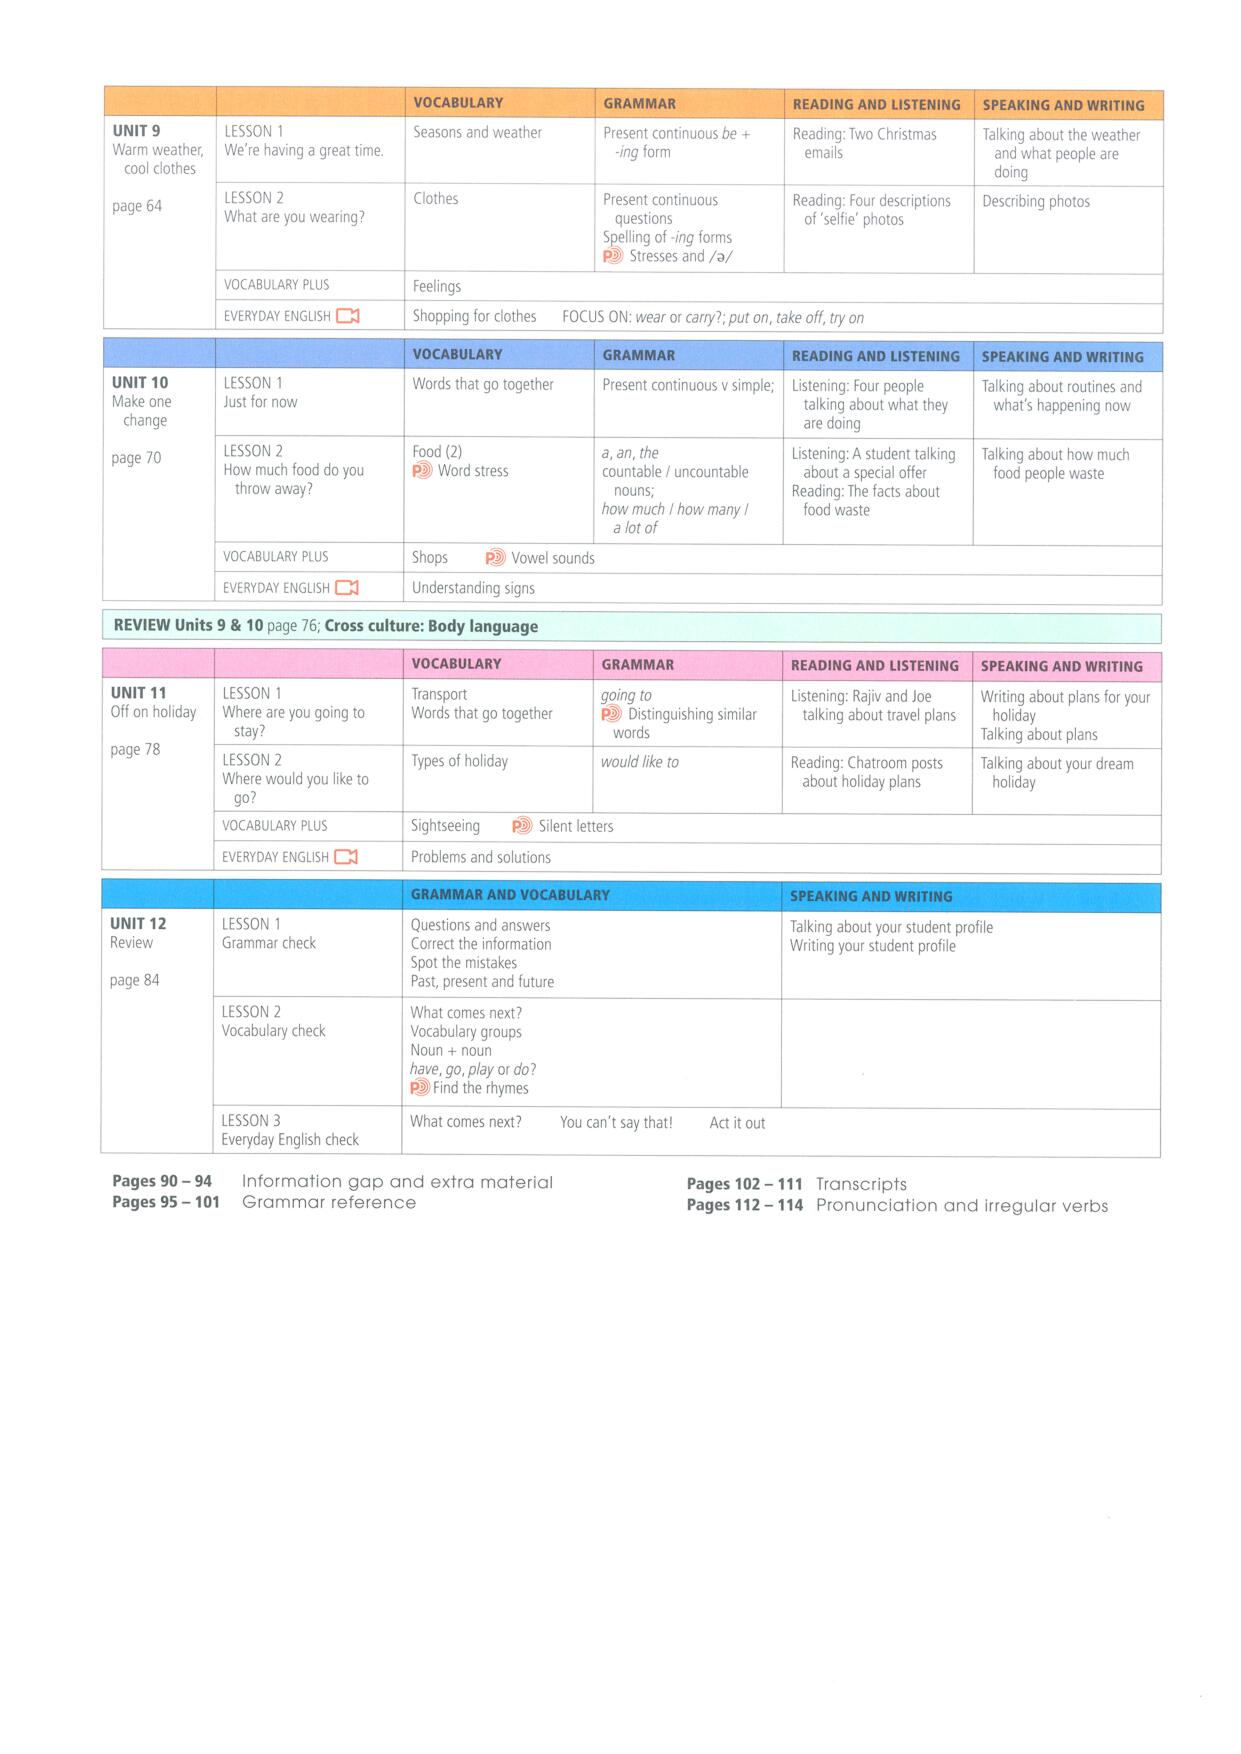 VOCABULARY GRAMMAR READING AND LISTENING SPEAKING AND WRITING
UNIT 9
Warm weather,
cool clothes
page 64
LESSON 1
We're having a great time.
Seasons and weather
Present continuous be +
-ing form
Reading: Two Christmas
emails
Talking about the weather
and what people are
doing
LESSON 2
What are you wearing?
Clothes
Present continuous
questions
Spelling of -ing forms
P Stresses and /ə/
Reading: Four descriptions
of 'selfie' photos
Describing photos
VOCABULARY PLUS
Feelings
EVERYDAY ENGLISH
Shopping for clothes FOCUS ON: wear or carry?; put on, take off, try on
VOCABULARY GRAMMAR READING AND LISTENING SPEAKING AND WRITING
UNIT 10
Make one
change
page 70
LESSON 1
Just for now
Words that go together
Present continuous v simple;
Listening: Four people
talking about what they
are doing
Talking about routines and
what's happening now
LESSON 2
How much food do you
throw away?
Food (2)
P Word stress
a, an, the
countable / uncountable
nouns;
how much / how many /
a lot of
Listening: A student talking
about a special offer
Reading: The facts about
food waste
Talking about how much
food people waste
VOCABULARY PLUS
Shops P Vowel sounds
EVERYDAY ENGLISH
Understanding signs
REVIEW Units 9 & 10 page 76; Cross culture: Body language
VOCABULARY GRAMMAR READING AND LISTENING SPEAKING AND WRITING
UNIT 11
Off on holiday
page 78
LESSON 1
Where are you going to
stay?
Transport
Words that go together
going to
P Distinguishing similar
words
Listening: Rajiv and Joe
talking about travel plans
Writing about plans for your
holiday
Talking about plans
LESSON 2
Where would you like to
go?
Types of holiday
would like to
Reading: Chatroom posts
about holiday plans
Talking about your dream
holiday
VOCABULARY PLUS
Sightseeing P Silent letters
EVERYDAY ENGLISH
Problems and solutions
GRAMMAR AND VOCABULARY SPEAKING AND WRITING
UNIT 12
Review
page 84
LESSON 1
Grammar check
Questions and answers
Correct the information
Spot the mistakes
Past, present and future
Talking about your student profile
Writing your student profile
LESSON 2
Vocabulary check
What comes next?
Vocabulary groups
Noun + noun
have, go, play or do?
P Find the rhymes
LESSON 3
Everyday English check
What comes next? You can't say that! Act it out
Pages 90 – 94 Information gap and extra material
Pages 95 – 101 Grammar reference
Pages 102 – 111 Transcripts
Pages 112 – 114 Pronunciation and irregular verbs